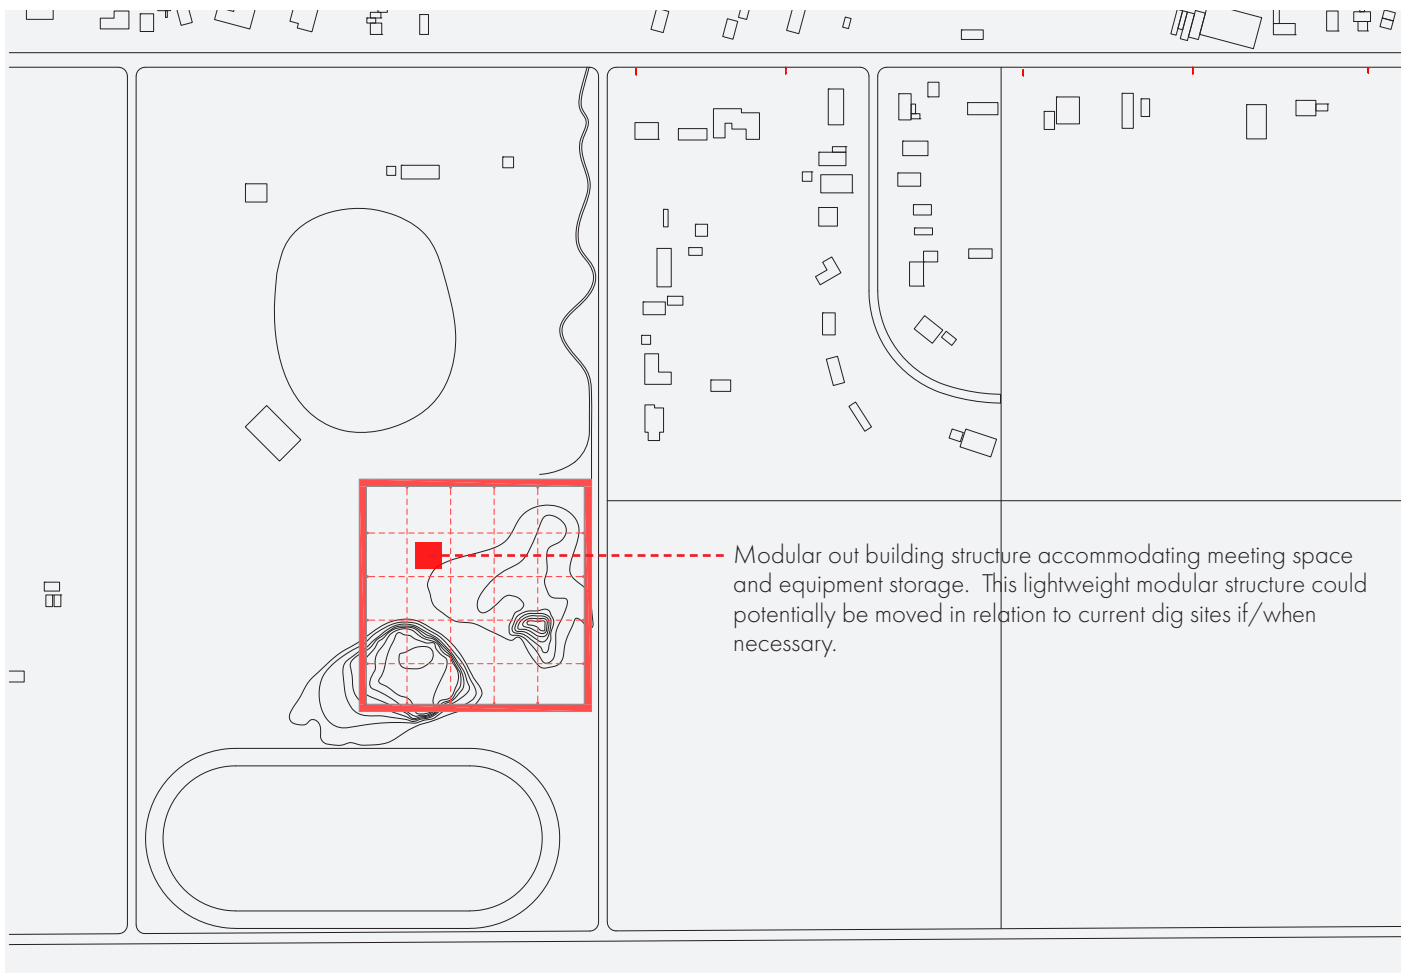 Modular out building structure accommodating meeting space
and equipment storage.  This lightweight modular structure could
potentially be moved in relation to current dig sites if/when
necessary.